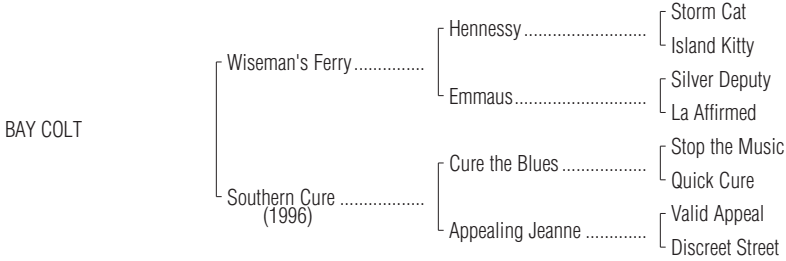 Storm Cat
Hennessy..........................
Island Kitty
Wiseman's Ferry...............
Silver Deputy
Emmaus............................
La Affirmed
BAY COLT
Stop the Music
Cure the Blues ..................
Quick Cure
Southern Cure ..................
(1996)
Valid Appeal
Appealing Jeanne .............
Discreet Street